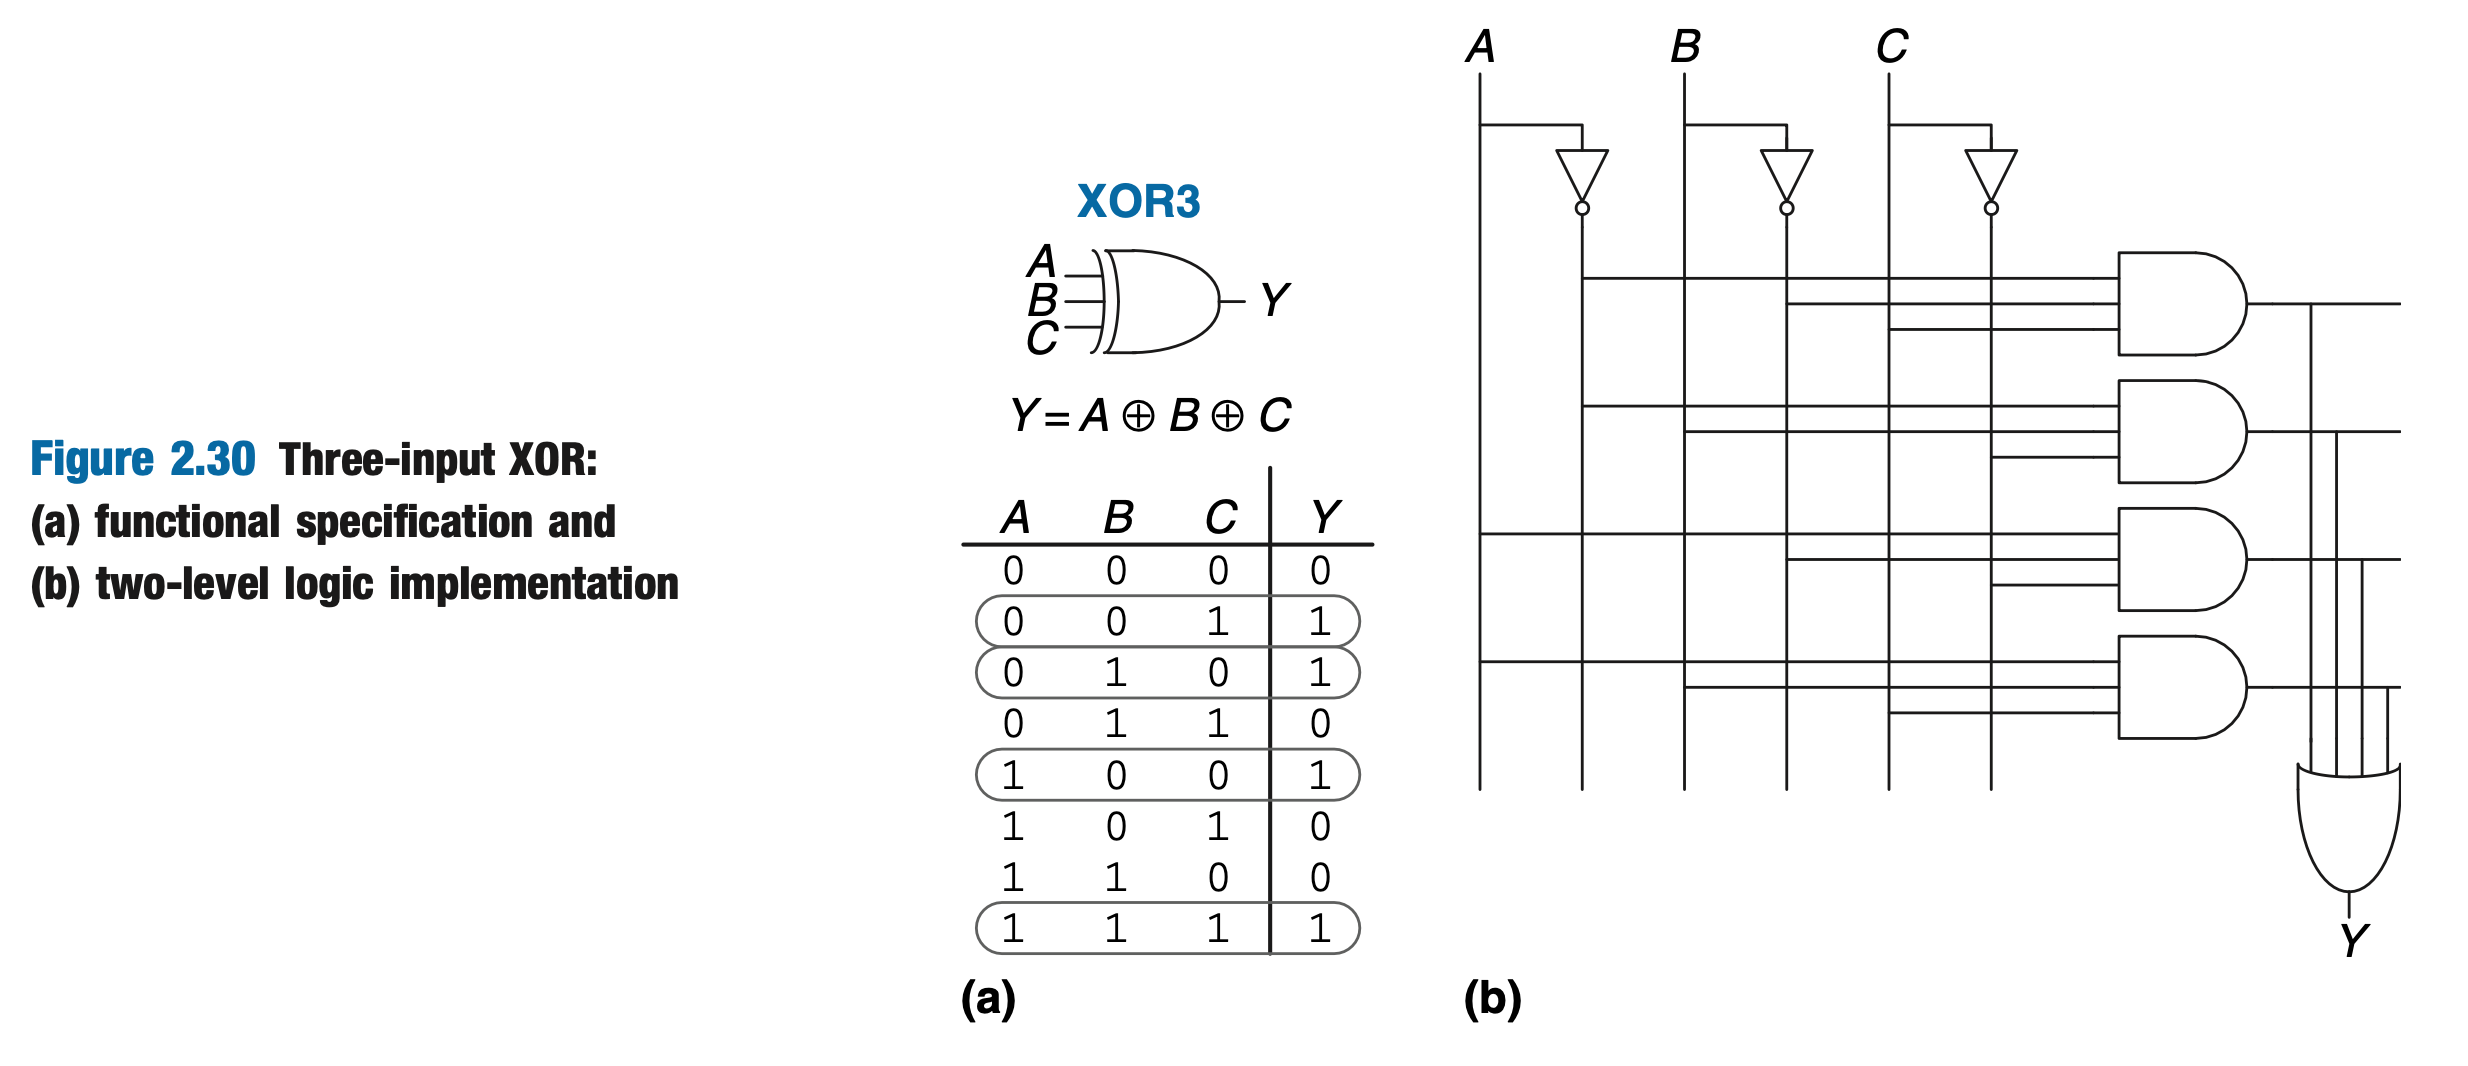 Figure 2.30 Three-input XOR:
(a) functional specification and
(b) two-level logic implementation
XOR3
A
B
C
Y
Y = A ⊕ B ⊕ C
A B C Y
0 0 0 0
0 0 1 1
0 1 0 1
0 1 1 0
1 0 0 1
1 0 1 0
1 1 0 0
1 1 1 1
(a)
A B C
Y
(b)